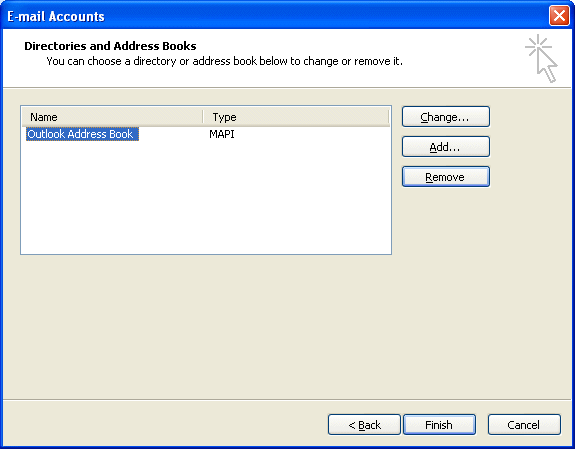 E-mail Accounts
Directories and Address Books
You can choose a directory or address book below to change or remove it.
Name Type
Outlook Address Book MAPI
Change...
Add...
Remove
< Back Finish Cancel